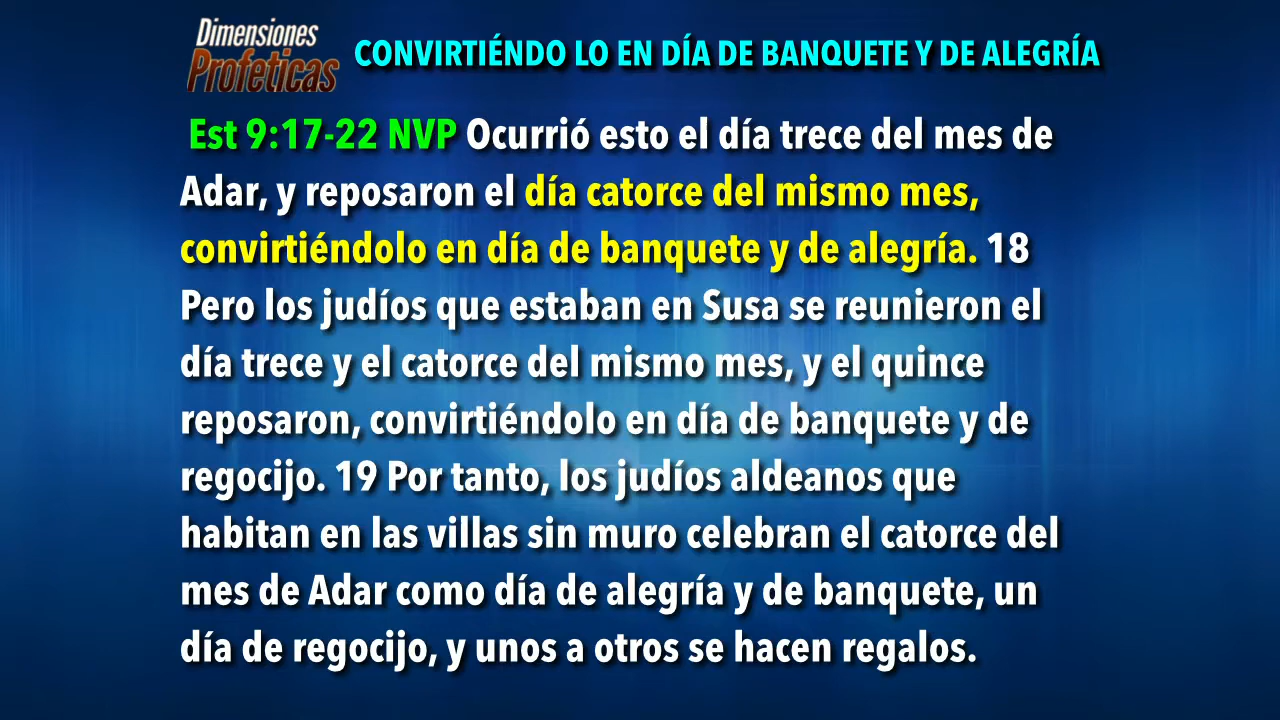 Dimensiones
Profeticas
CONVIRTIÉNDO LO EN DÍA DE BANQUETE Y DE ALEGRÍA
Est 9:17-22 NVP Ocurrió esto el día trece del mes de
Adar, y reposaron el día catorce del mismo mes,
convirtiéndolo en día de banquete y de alegría. 18
Pero los judíos que estaban en Susa se reunieron el
día trece y el catorce del mismo mes, y el quince
reposaron, convirtiéndolo en día de banquete y de
regocijo. 19 Por tanto, los judíos aldeanos que
habitan en las villas sin muro celebran el catorce del
mes de Adar como día de alegría y de banquete, un
día de regocijo, y unos a otros se hacen regalos.